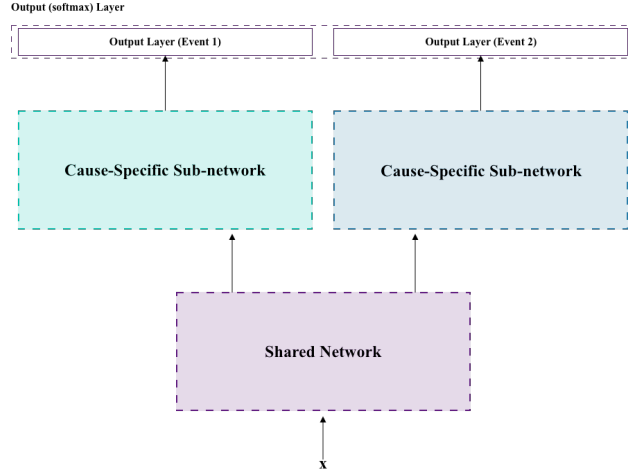 Output (softmax) Layer
Output Layer (Event 1)
Output Layer (Event 2)
Cause-Specific Sub-network
Cause-Specific Sub-network
Shared Network
x